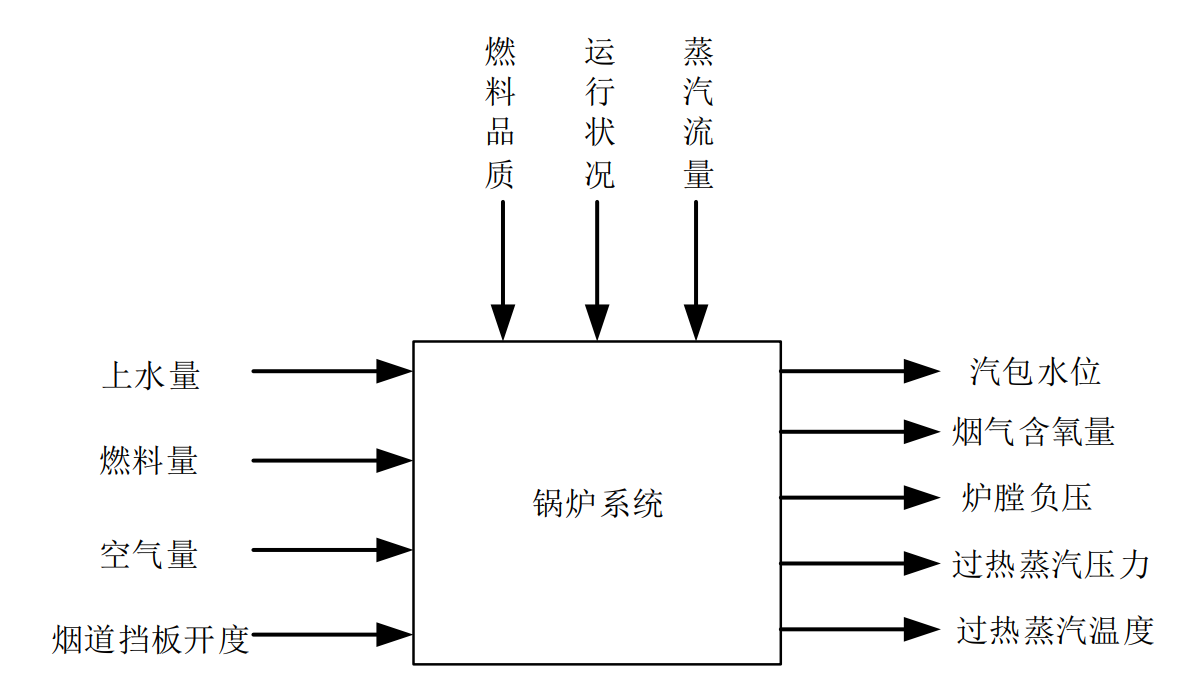 燃料品质
运行状况
蒸汽流量
上水量
燃料量
空气量
烟道挡板开度
锅炉系统
汽包水位
烟气含氧量
炉膛负压
过热蒸汽压力
过热蒸汽温度